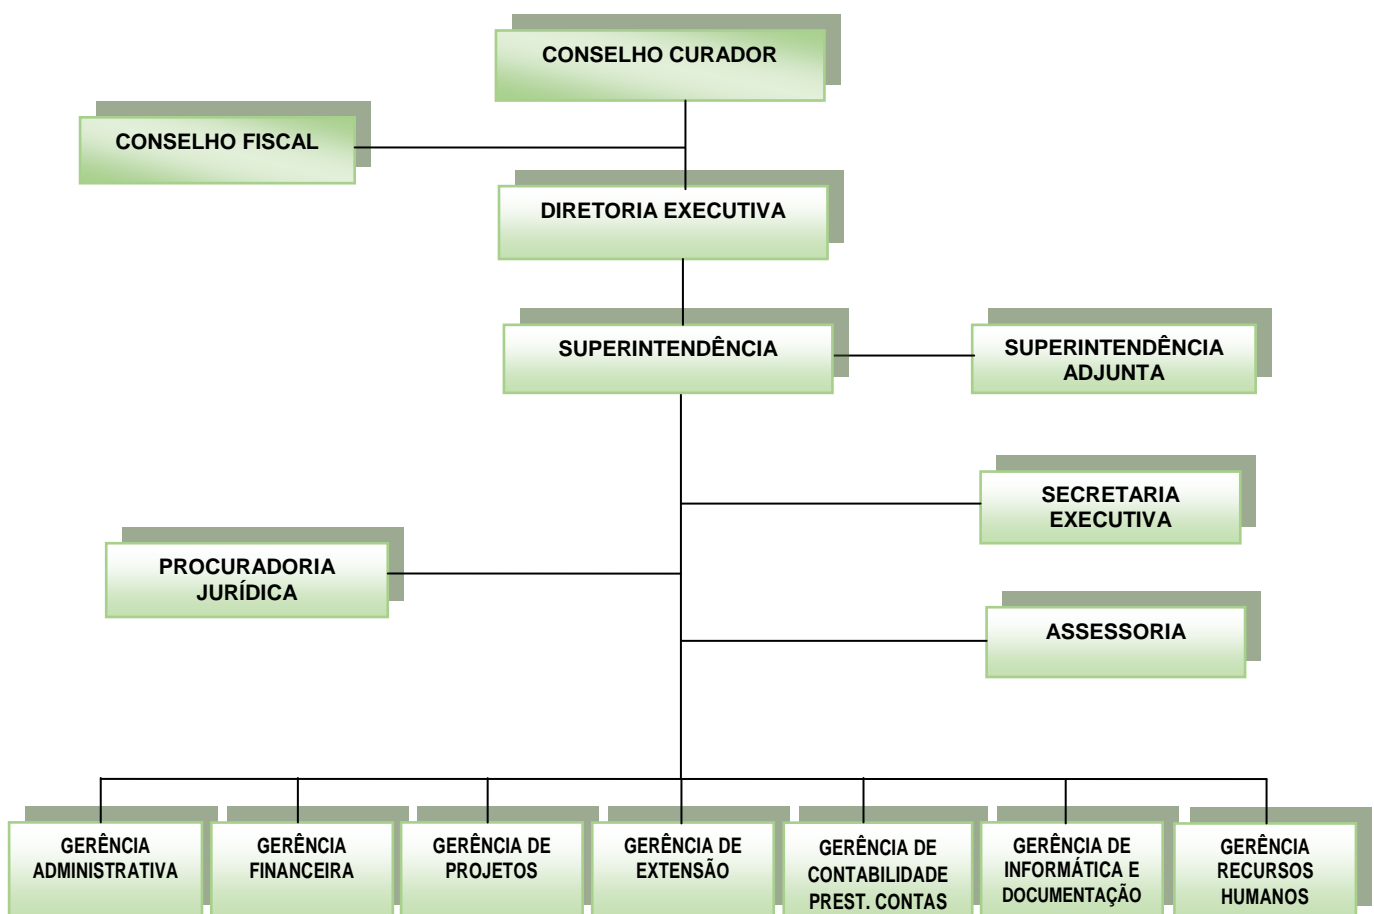 CONSELHO CURADOR
CONSELHO FISCAL
DIRETORIA EXECUTIVA
SUPERINTENDÊNCIA
SUPERINTENDÊNCIA
ADJUNTA
SECRETARIA
EXECUTIVA
PROCURADORIA
JURÍDICA
ASSESSORIA
GERÊNCIA
ADMINISTRATIVA
GERÊNCIA
FINANCEIRA
GERÊNCIA DE
PROJETOS
GERÊNCIA DE
EXTENSÃO
GERÊNCIA DE
CONTABILIDADE
PREST. CONTAS
GERÊNCIA DE
INFORMÁTICA E
DOCUMENTAÇÃO
GERÊNCIA
RECURSOS
HUMANOS